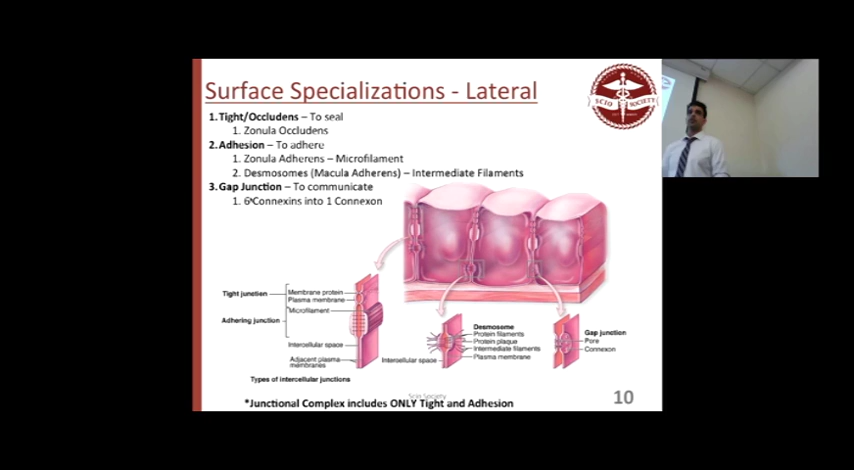 Surface Specializations - Lateral
SCIO SOCIETY
1. Tight/Occludens – To seal
1. Zonula Occludens
2. Adhesion – To adhere
1. Zonula Adherens – Microfilament
2. Desmosomes (Macula Adherens) – Intermediate Filaments
3. Gap Junction – To communicate
1. 6 Connexins into 1 Connexon
Tight junction
Membrane protein
Plasma membrane
Microfilament
Adhering junction
Intercellular space
Adjacent plasma
membranes
Types of intercellular junctions
Desmosome
Protein filaments
Protein plaque
Intermediate filaments
Plasma membrane
Intercellular space
Gap junction
Pore
Connexon
Scio Society
*Junctional Complex includes ONLY Tight and Adhesion
10